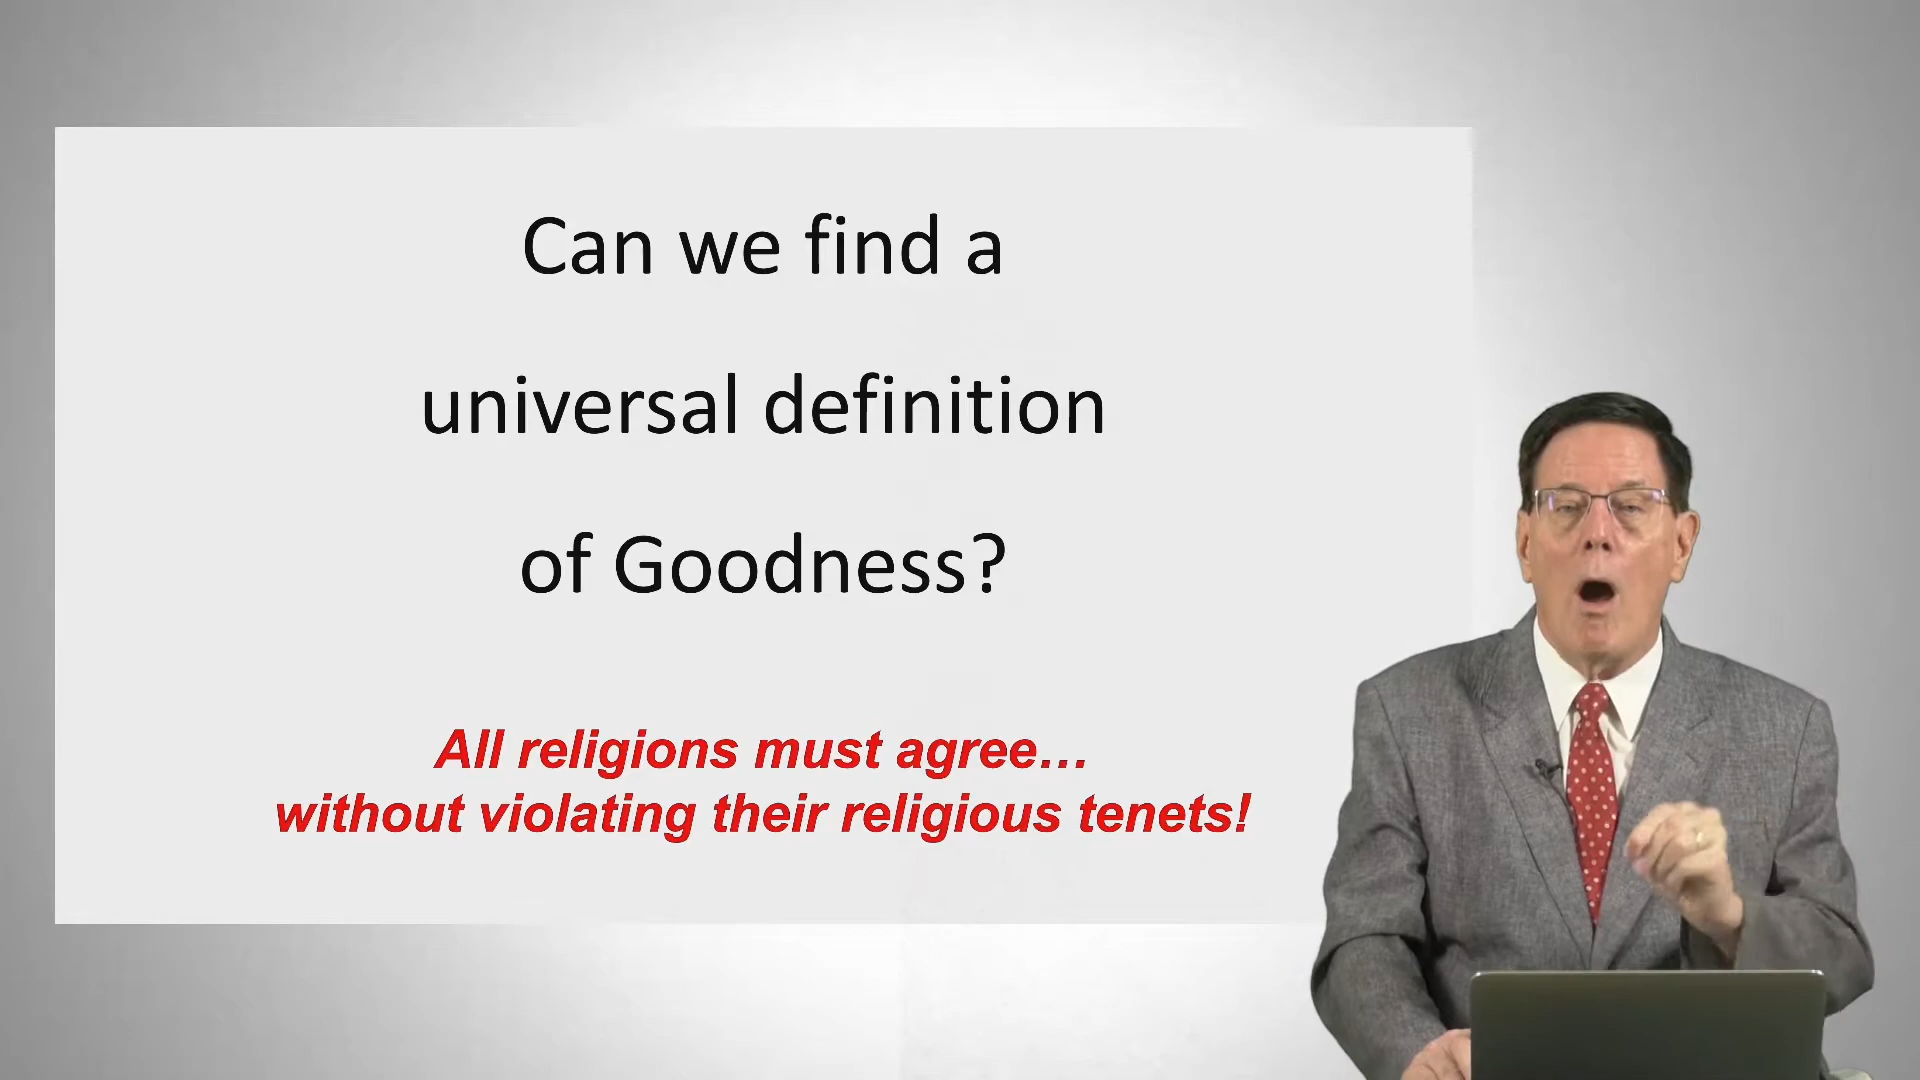 Can we find a
universal definition
of Goodness?
All religions must agree...
without violating their religious tenets!